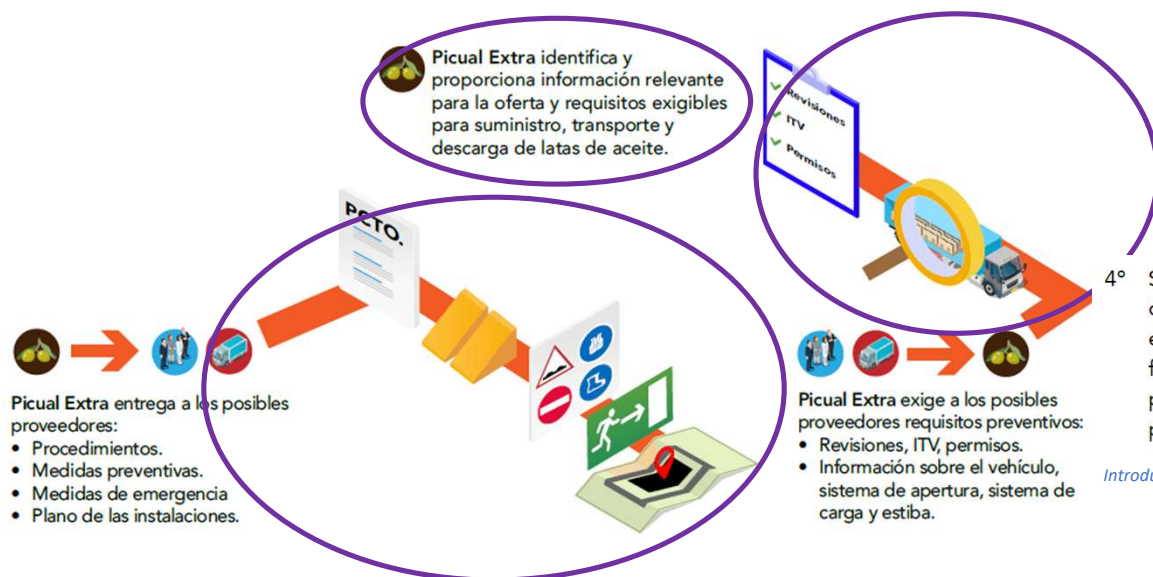 Picual Extra identifica y
proporciona información relevante
para la oferta y requisitos exigibles
para suministro, transporte y
descarga de latas de aceite.
Revisiones
ITV
Permisos
PCTO.
Picual Extra entrega a los posibles
proveedores:
• Procedimientos.
• Medidas preventivas.
• Medidas de emergencia
• Plano de las instalaciones.
Picual Extra exige a los posibles
proveedores requisitos preventivos:
• Revisiones, ITV, permisos.
• Información sobre el vehículo,
sistema de apertura, sistema de
carga y estiba.
4°